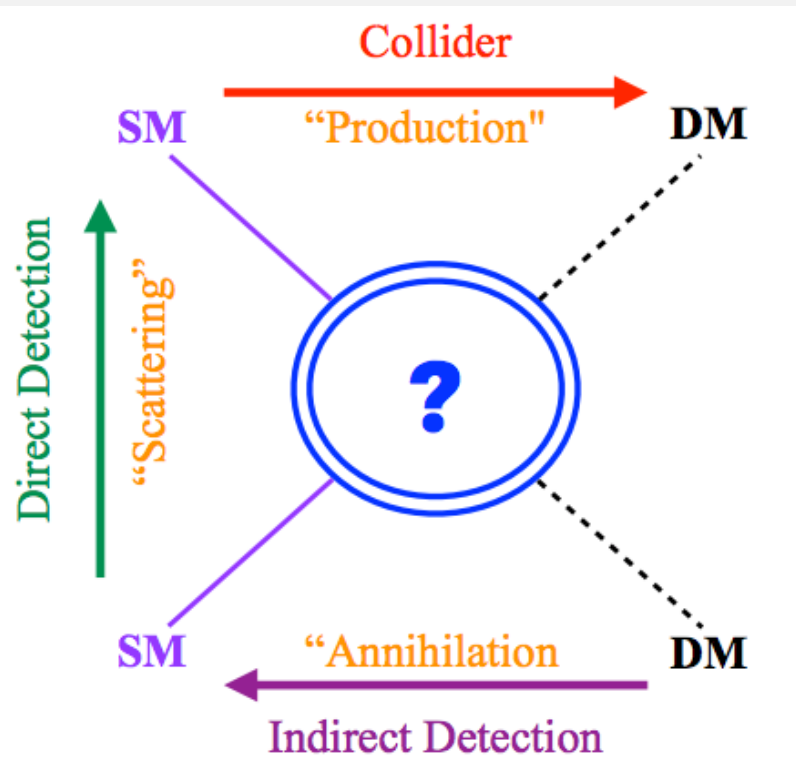 Collider
SM
“Production"
DM
Direct Detection
“Scattering”
?
SM
“Annihilation
DM
Indirect Detection